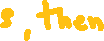 s, then